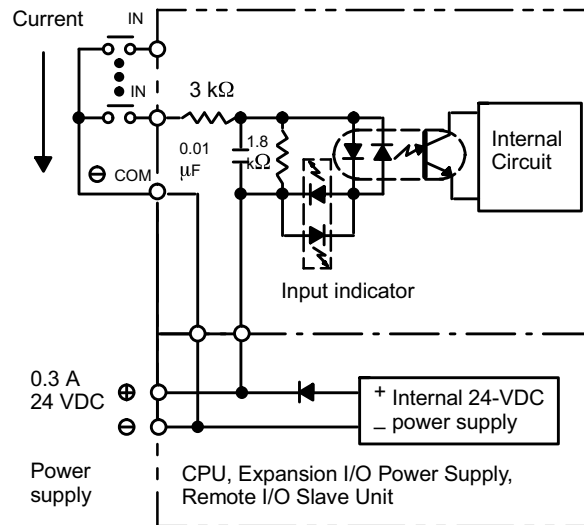 Current
IN
IN
3 kΩ
0.01
µF
1.8
kΩ
⊖ COM
Internal
Circuit
Input indicator
0.3 A
24 VDC
⊕
⊖
+ Internal 24-VDC
– power supply
Power
supply
CPU, Expansion I/O Power Supply,
Remote I/O Slave Unit